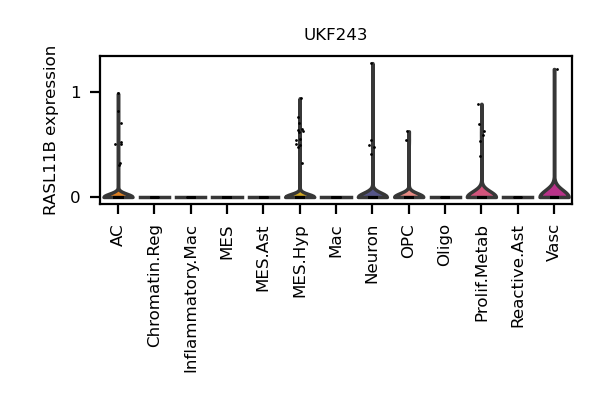 UKF243
RASL11B expression
1
0
AC
Chromatin.Reg
Inflammatory.Mac
MES
MES.Ast
MES.Hyp
Mac
Neuron
OPC
Oligo
Prolif.Metab
Reactive.Ast
Vasc